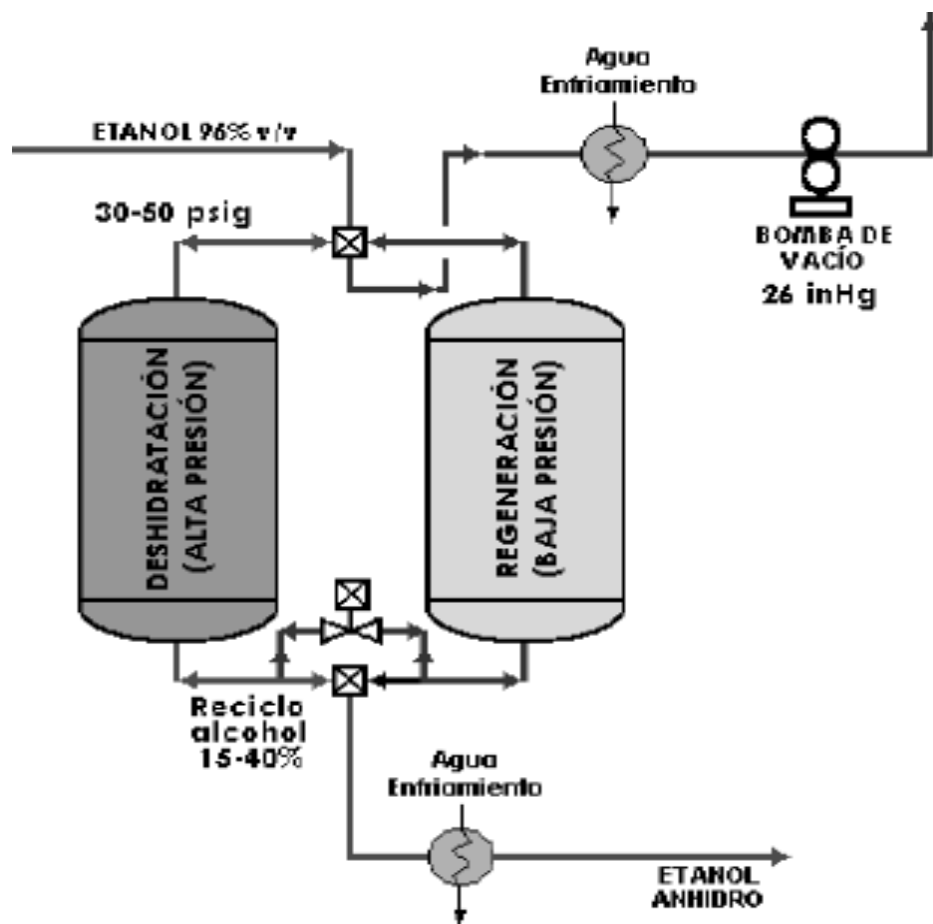 Agua
Enfriamiento
ETANOL 96% v/v
30-50 psig
BOMBA DE
VACÍO
26 inHg
DESHIDRATACIÓN
(ALTA PRESIÓN)
REGENERACIÓN
(BAJA PRESIÓN)
Reciclo
alcohol
15-40%
Agua
Enfriamiento
ETANOL
ANHIDRO